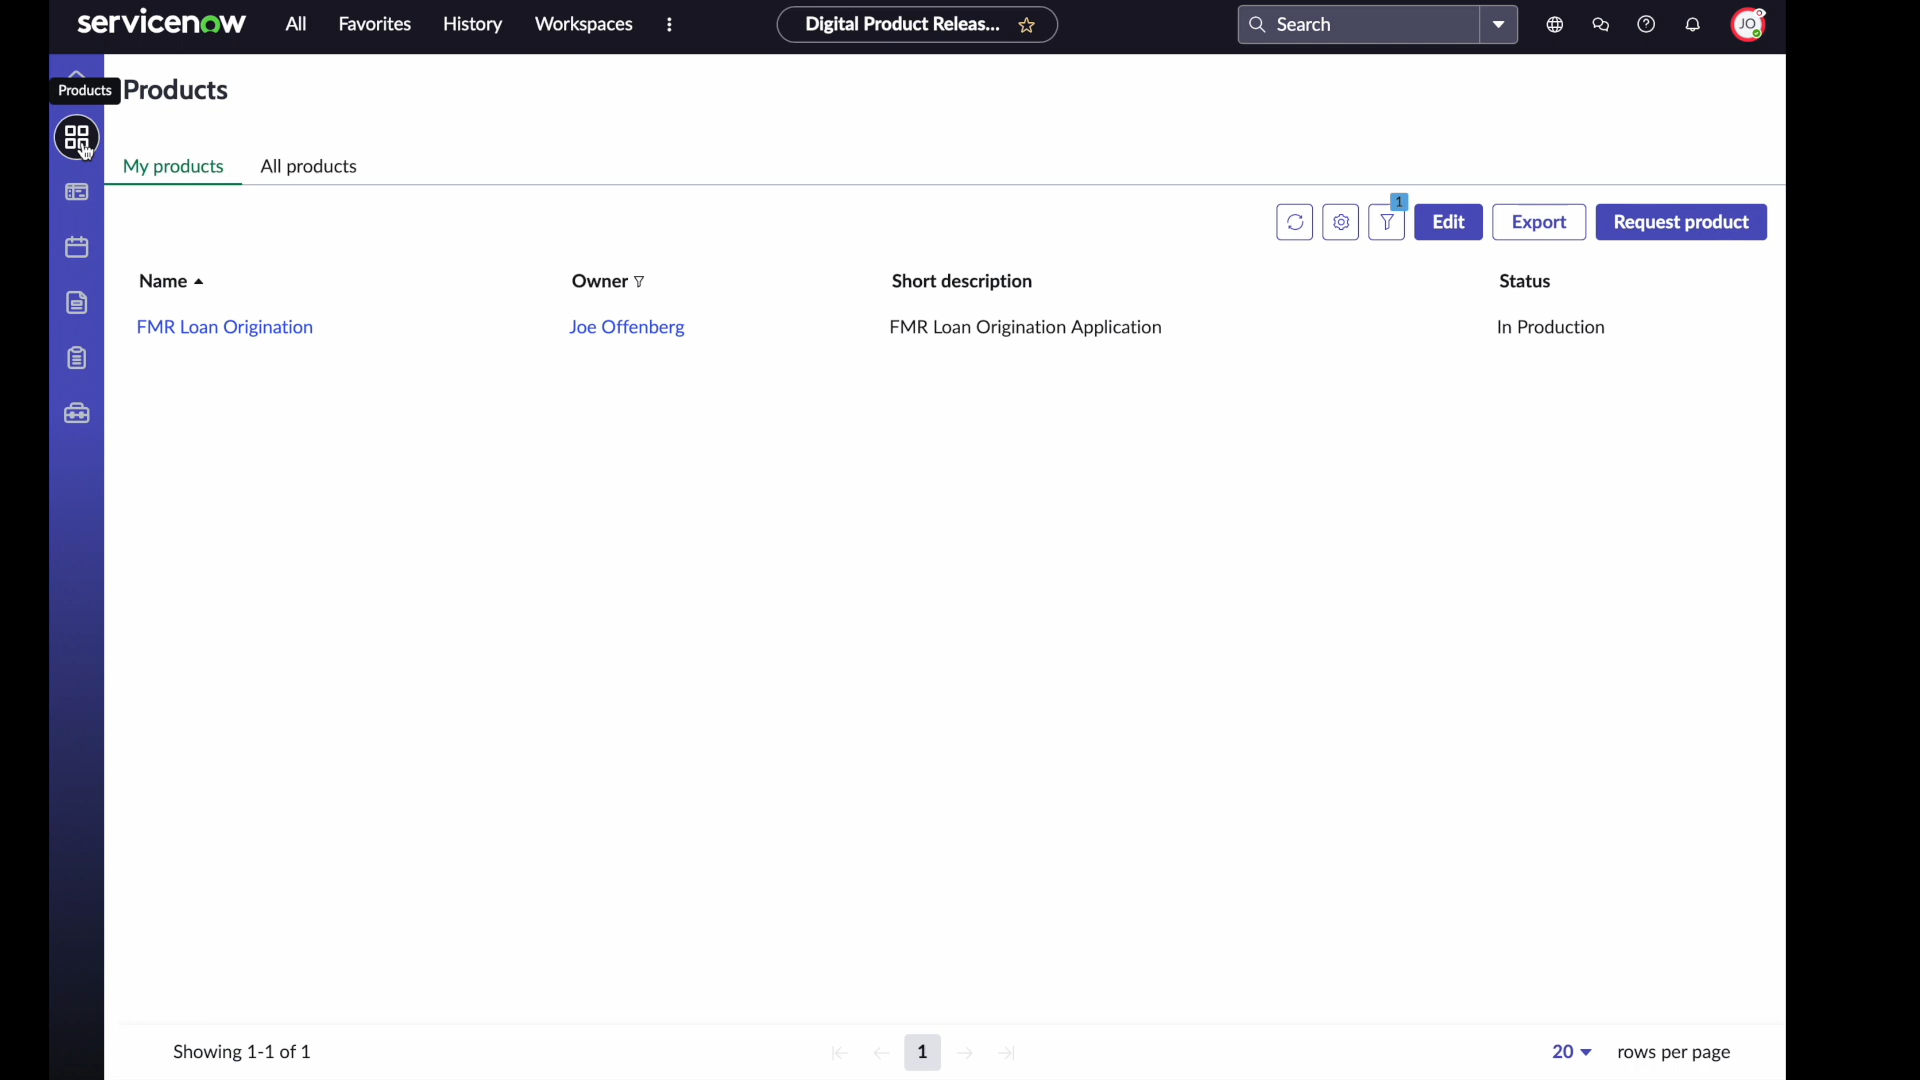 servicenow All Favorites History Workspaces Digital Product Releas... Search JO
Products Products
My products All products
1
Edit Export Request product
Name Owner Short description Status
FMR Loan Origination Joe Offenberg FMR Loan Origination Application In Production
Showing 1-1 of 1 1 20 rows per page